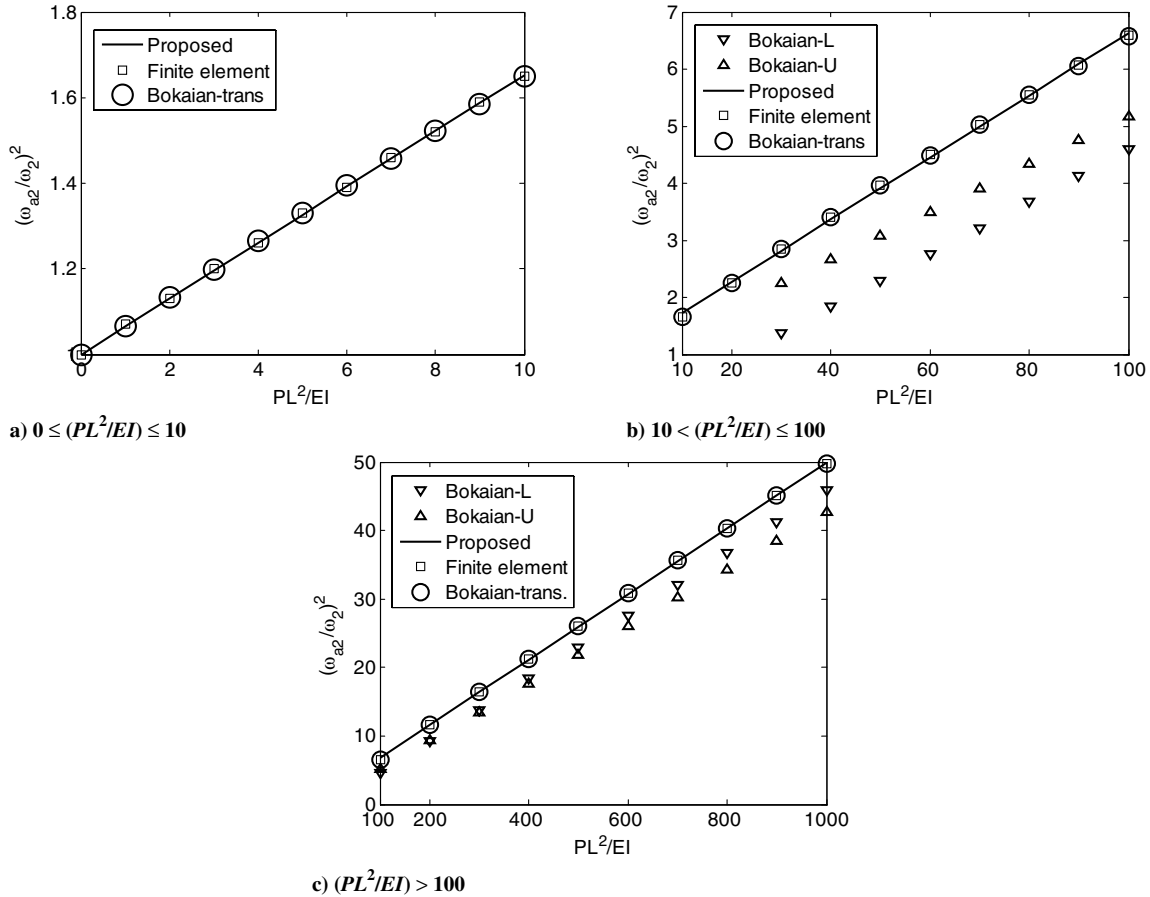 1.8
1.6
1.4
1.2
1
0
2
4
6
8
10
(ω_a2/ω_2)^2
PL^2/EI
Proposed
Finite element
Bokaian-trans
a) 0 ≤ (PL^2/EI) ≤ 10
7
6
5
4
3
2
1
10
20
40
60
80
100
(ω_a2/ω_2)^2
PL^2/EI
Bokaian-L
Bokaian-U
Proposed
Finite element
Bokaian-trans
b) 10 < (PL^2/EI) ≤ 100
50
40
30
20
10
0
100
200
400
600
800
1000
(ω_a2/ω_2)^2
PL^2/EI
Bokaian-L
Bokaian-U
Proposed
Finite element
Bokaian-trans.
c) (PL^2/EI) > 100